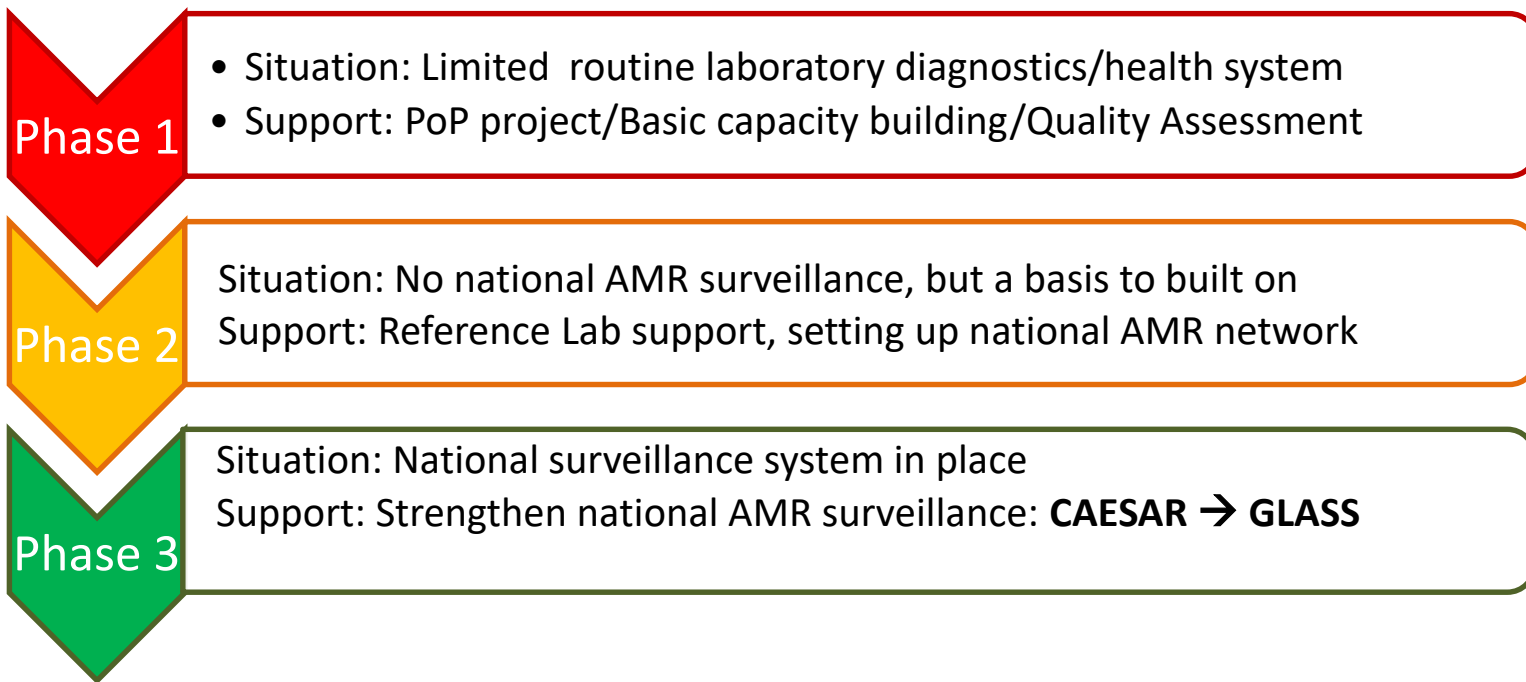 Phase 1
• Situation: Limited routine laboratory diagnostics/health system
• Support: PoP project/Basic capacity building/Quality Assessment
Phase 2
Situation: No national AMR surveillance, but a basis to built on
Support: Reference Lab support, setting up national AMR network
Phase 3
Situation: National surveillance system in place
Support: Strengthen national AMR surveillance: CAESAR → GLASS